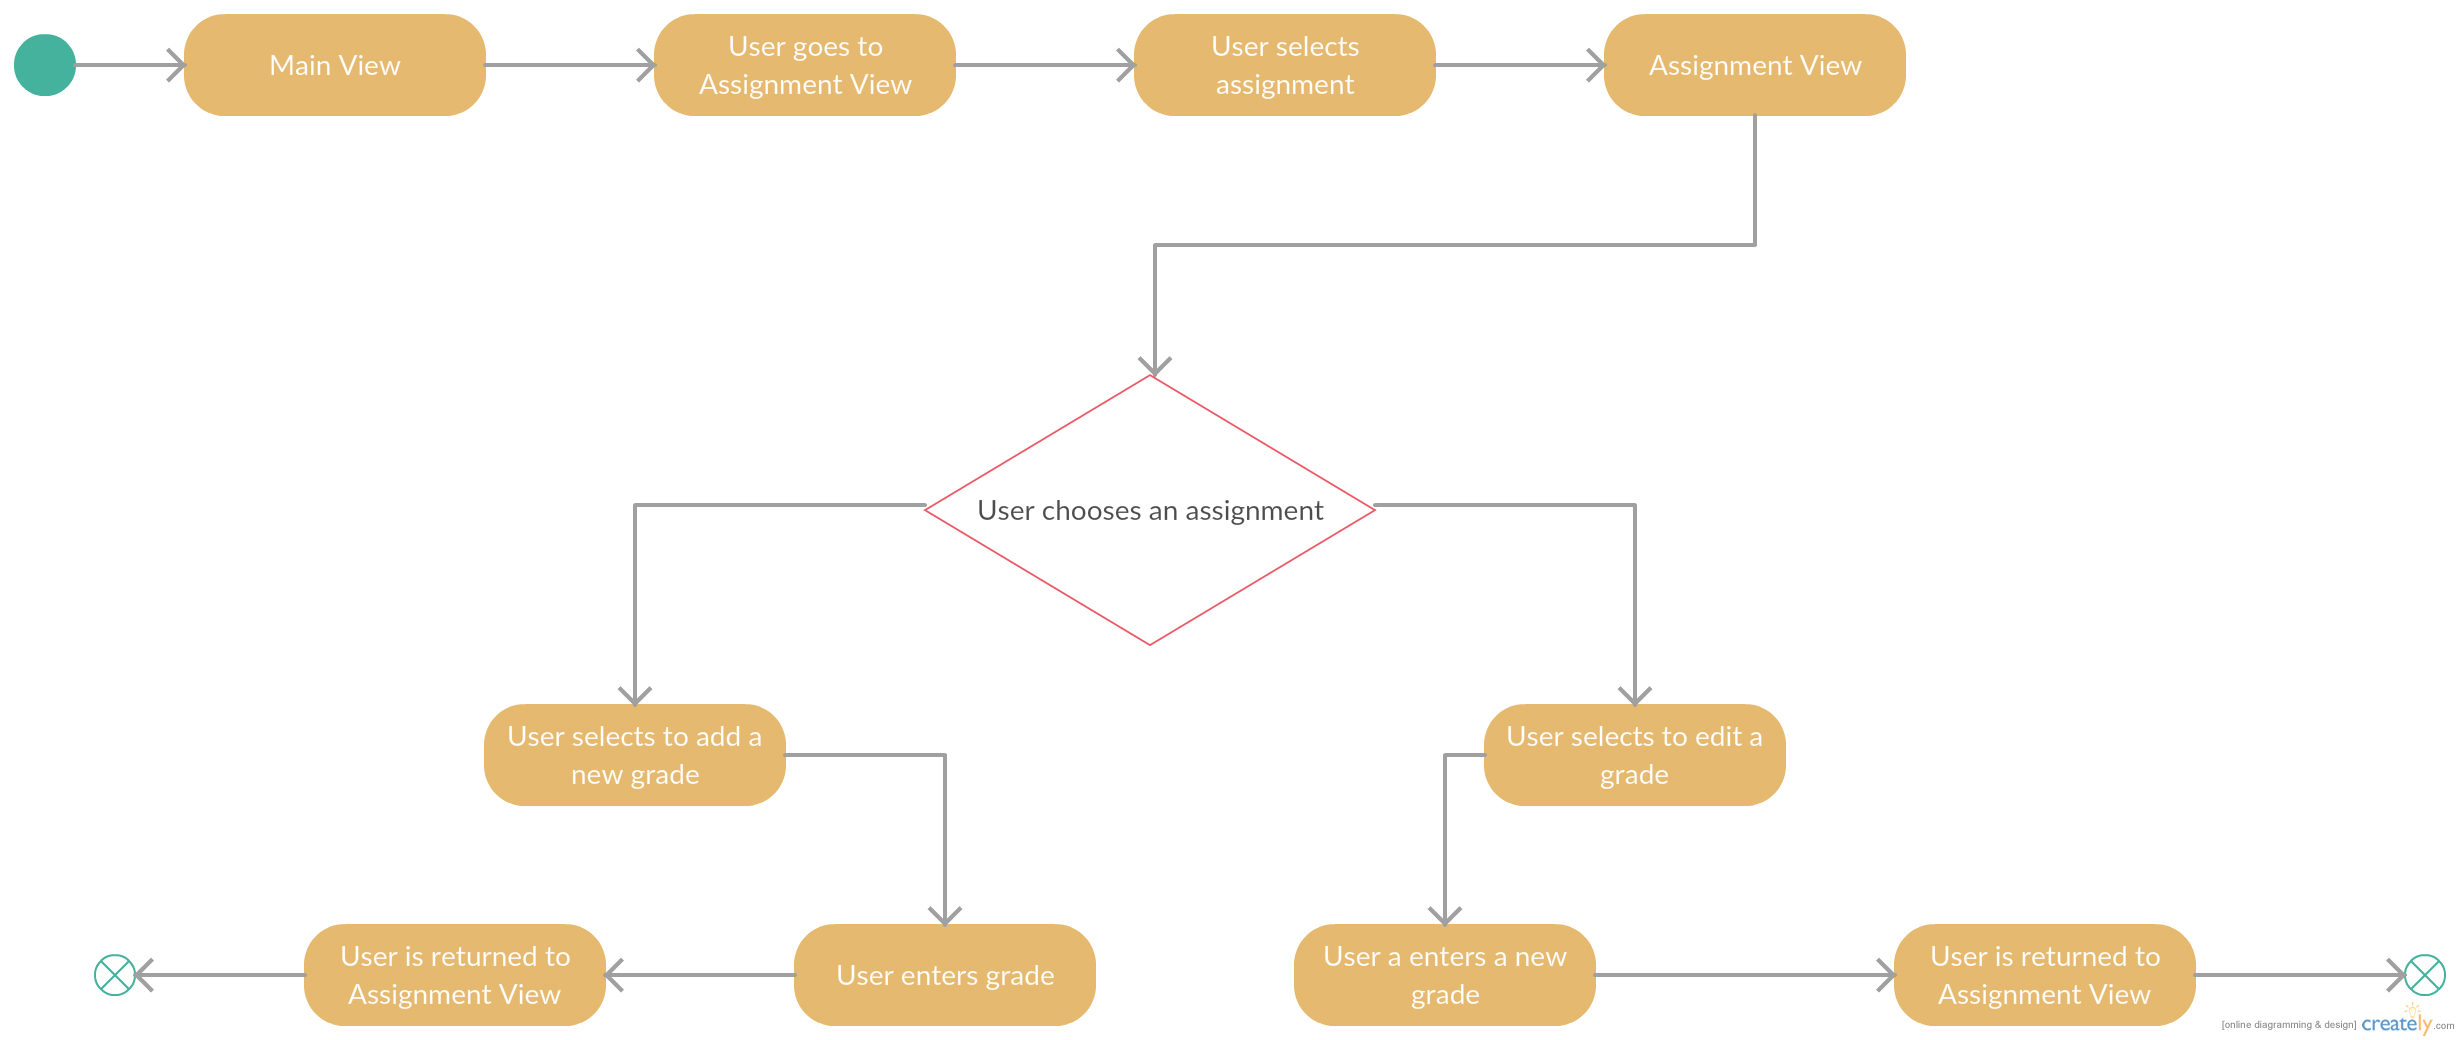 Main View
User goes to
Assignment View
User selects
assignment
Assignment View
User chooses an assignment
User selects to add a
new grade
User selects to edit a
grade
User is returned to
Assignment View
User enters grade
User a enters a new
grade
User is returned to
Assignment View
[online diagramming & design] creately.com